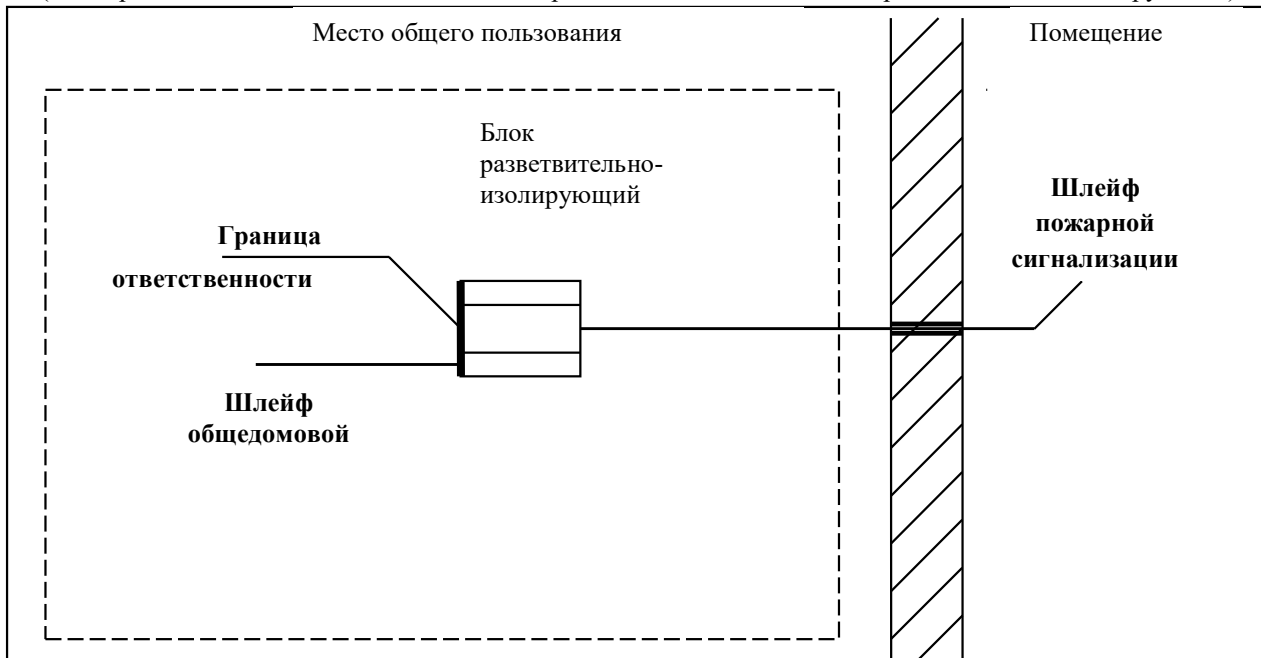 Место общего пользования
Помещение
Блок
разветвительно-
изолирующий
Граница
ответственности
Шлейф
общедомовой
Шлейф
пожарной
сигнализации